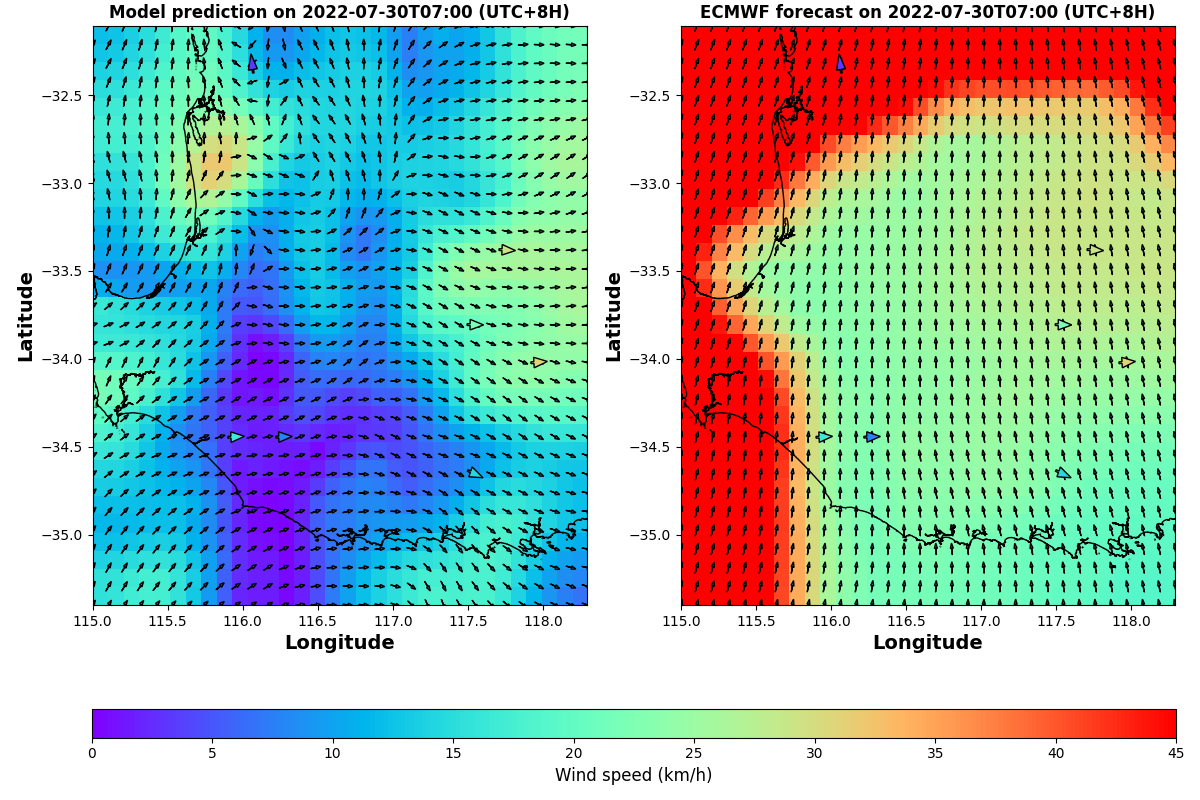 Model prediction on 2022-07-30T07:00 (UTC+8H)
ECMWF forecast on 2022-07-30T07:00 (UTC+8H)
−32.5
−33.0
−33.5
−34.0
−34.5
−35.0
Latitude
115.0 115.5 116.0 116.5 117.0 117.5 118.0
Longitude
−32.5
−33.0
−33.5
−34.0
−34.5
−35.0
Latitude
115.0 115.5 116.0 116.5 117.0 117.5 118.0
Longitude
0 5 10 15 20 25 30 35 40 45
Wind speed (km/h)